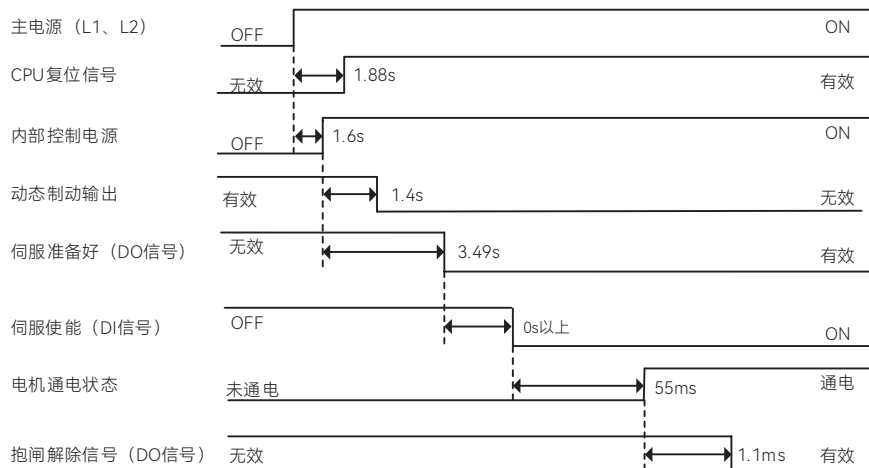 主电源（L1、L2）
OFF
ON
CPU复位信号
无效
1.88s
有效
内部控制电源
OFF
1.6s
ON
动态制动输出
有效
1.4s
无效
伺服准备好（DO信号）
无效
3.49s
有效
伺服使能（DI信号）
OFF
0s以上
ON
电机通电状态
未通电
55ms
通电
抱闸解除信号（DO信号）
无效
1.1ms
有效